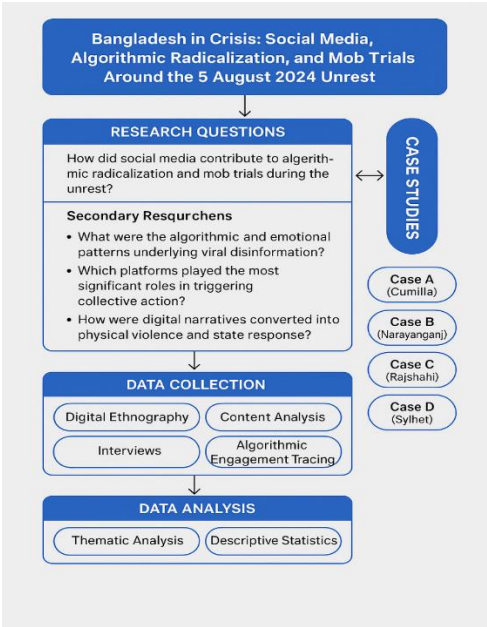 Bangladesh in Crisis: Social Media,
Algorithmic Radicalization, and Mob Trials
Around the 5 August 2024 Unrest
RESEARCH QUESTIONS
How did social media contribute to algerith-
mic radicalization and mob trials during the
unrest?
Secondary Resqurchens
• What were the algorithmic and emotional
patterns underlying viral disinformation?
• Which platforms played the most
significant roles in triggering
collective action?
• How were digital narratives converted into
physical violence and state response?
CASE STUDIES
Case A
(Cumilla)
Case B
(Narayanganj)
Case C
(Rajshahi)
Case D
(Sylhet)
DATA COLLECTION
Digital Ethnography
Content Analysis
Interviews
Algorithmic
Engagement Tracing
DATA ANALYSIS
Thematic Analysis
Descriptive Statistics